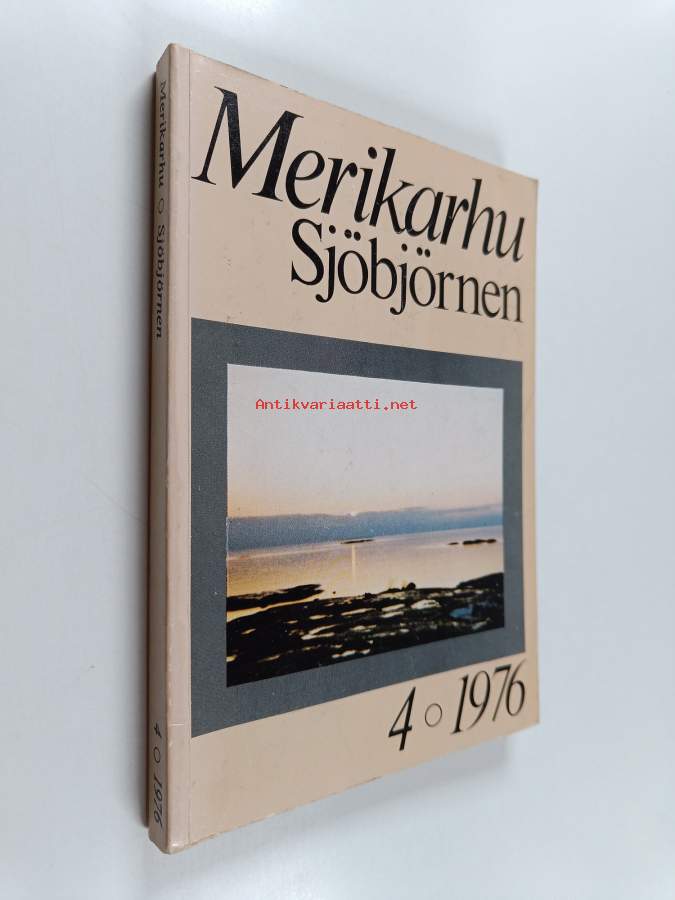 Merikarhu
Sjöbjörnen
Antikvariaatti.net
4 ○ 1976
Merikarhu ○ Sjöbjörnen
4 ○ 1976